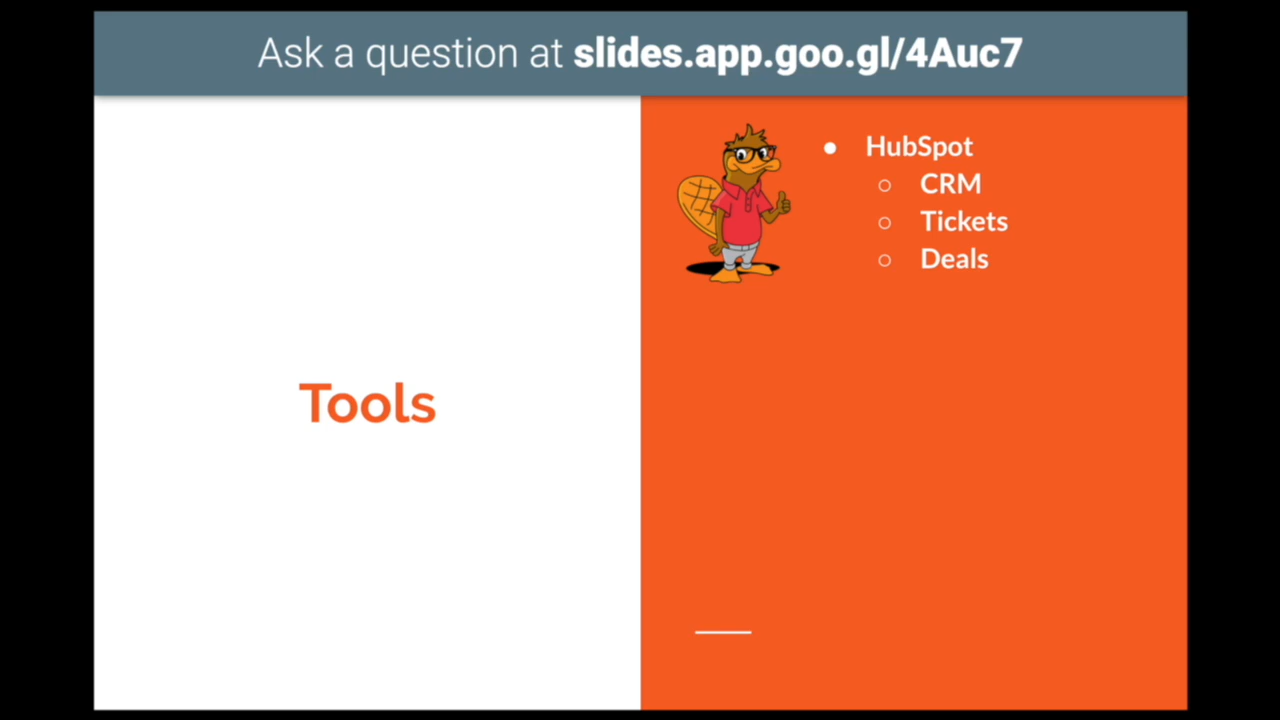 Ask a question at slides.app.goo.gl/4Auc7
Tools
● HubSpot
○ CRM
○ Tickets
○ Deals